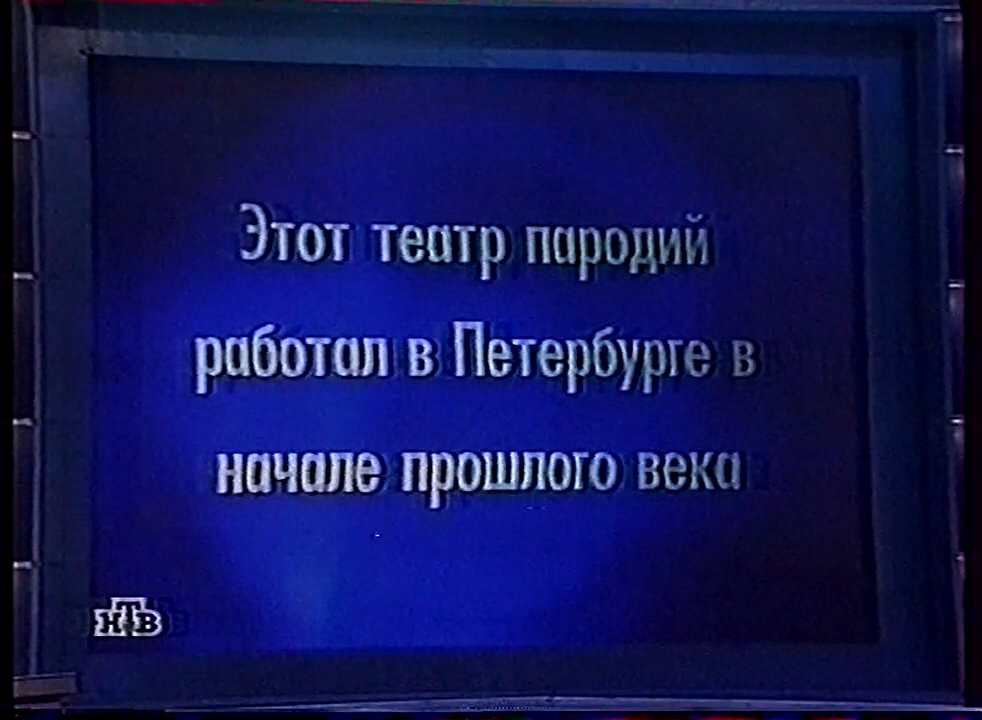 Этот театр пародий
работал в Петербурге в
начале прошлого века
НТВ